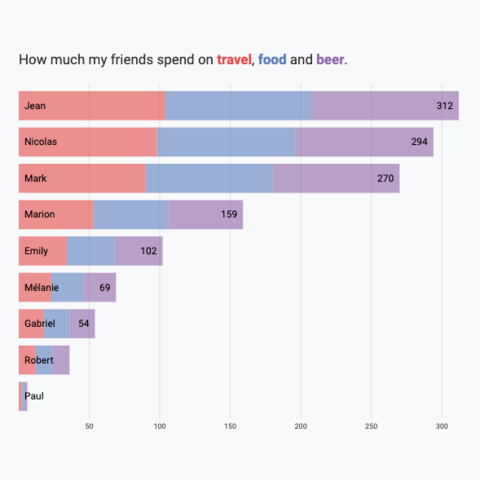 How much my friends spend on travel, food and beer.
Jean 312
Nicolas 294
Mark 270
Marion 159
Emily 102
Mélanie 69
Gabriel 54
Robert
Paul
50 100 150 200 250 300